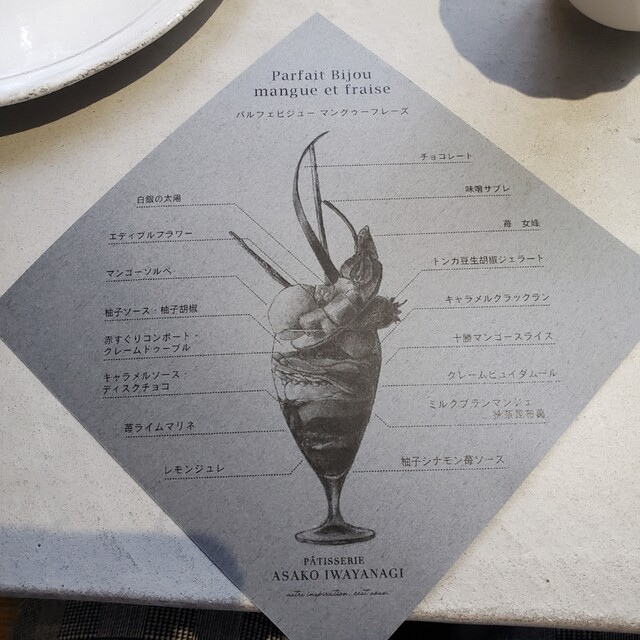 Parfait Bijou
mangue et fraise
パルフェビジュー マングゥーフレーズ
白銀の太陽
エディブルフラワー
マンゴーソルベ
柚子ソース・柚子胡椒
赤すぐりコンポート・
クレームドゥーブル
キャラメルソース・
ディスクチョコ
苺ライムマリネ
レモンジュレ
チョコレート
味噌サブレ
苺 女峰
トンカ豆生胡椒ジェラート
キャラメルクラックラン
十勝マンゴースライス
クレームピュイダムール
ミルクブランマンジェ
柚子シナモン苺ソース
PÂTISSERIE
ASAKO IWAYANAGI
notre inspiration, c'est vous.